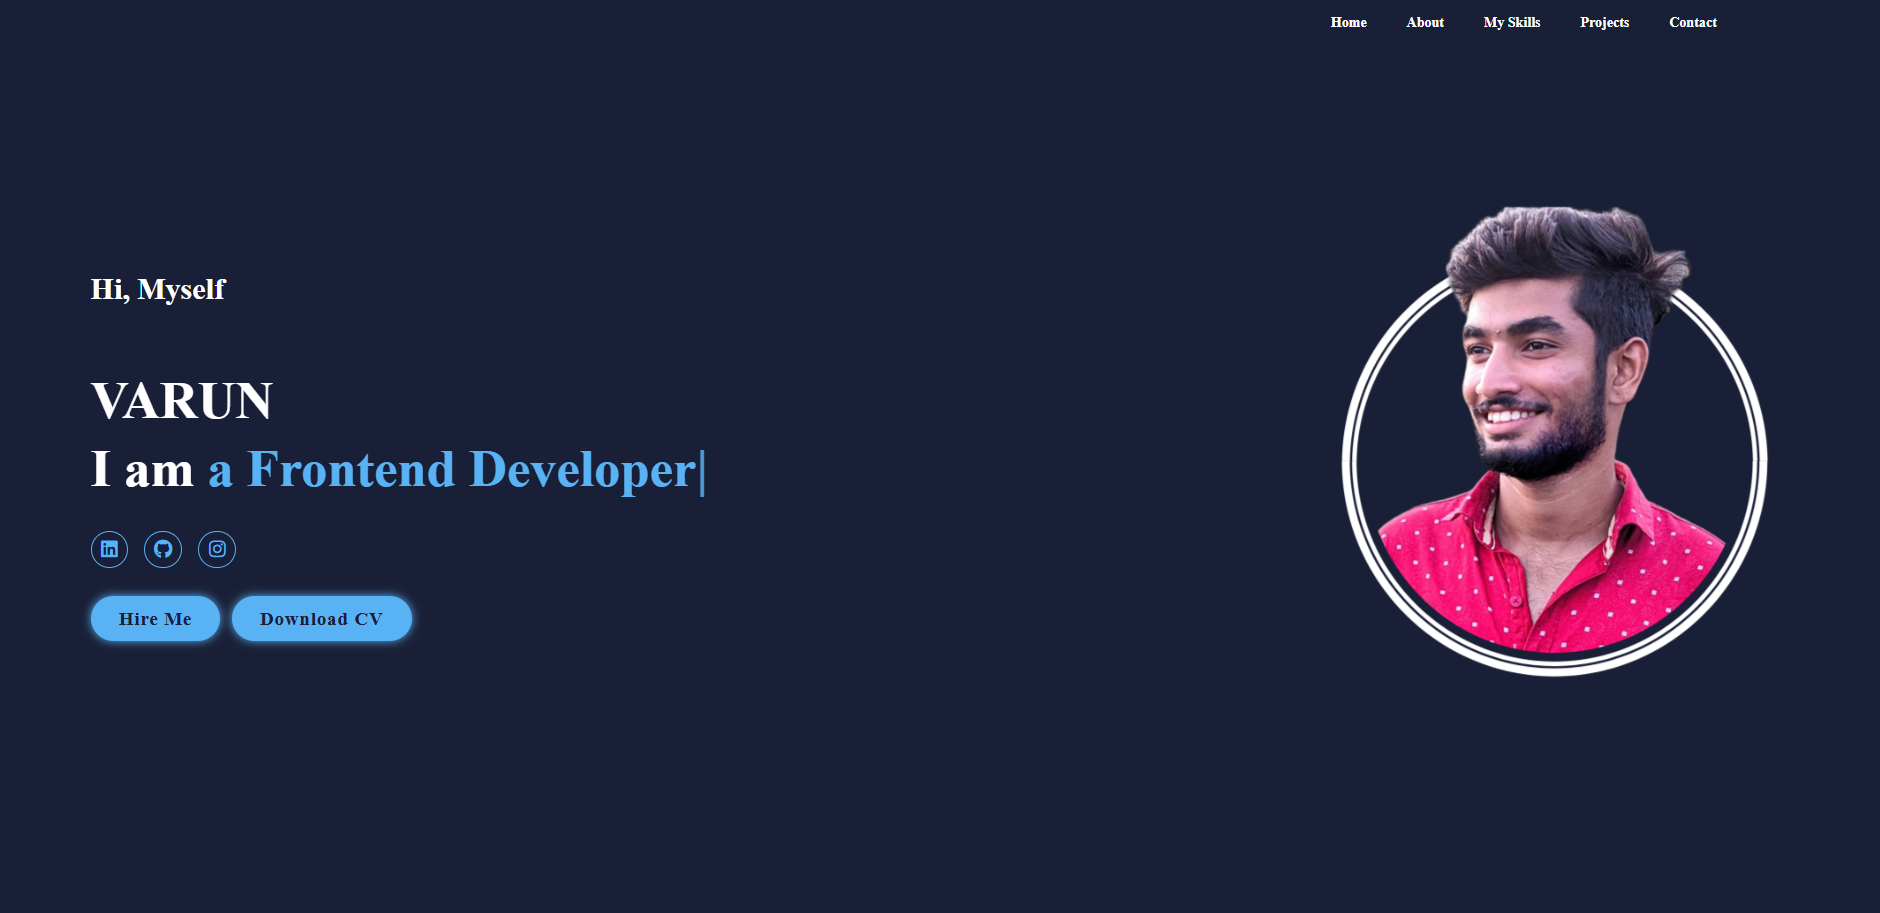 Home About My Skills Projects Contact
Hi, Myself
VARUN
I am a Frontend Developer|
Hire Me Download CV